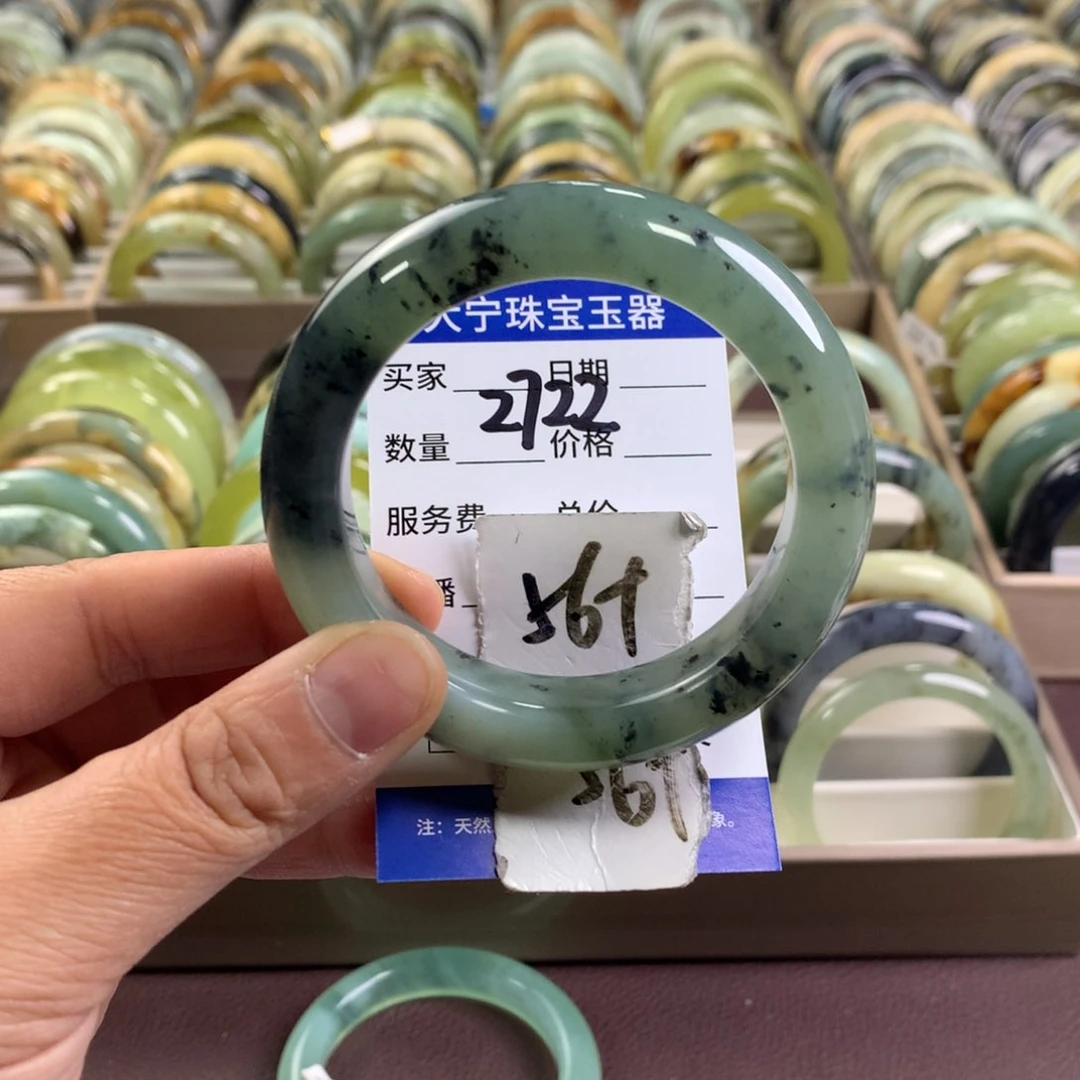 宁珠宝玉器
买家 日期
2722
数量 价格
服务费 总价
播
注：天然 象。